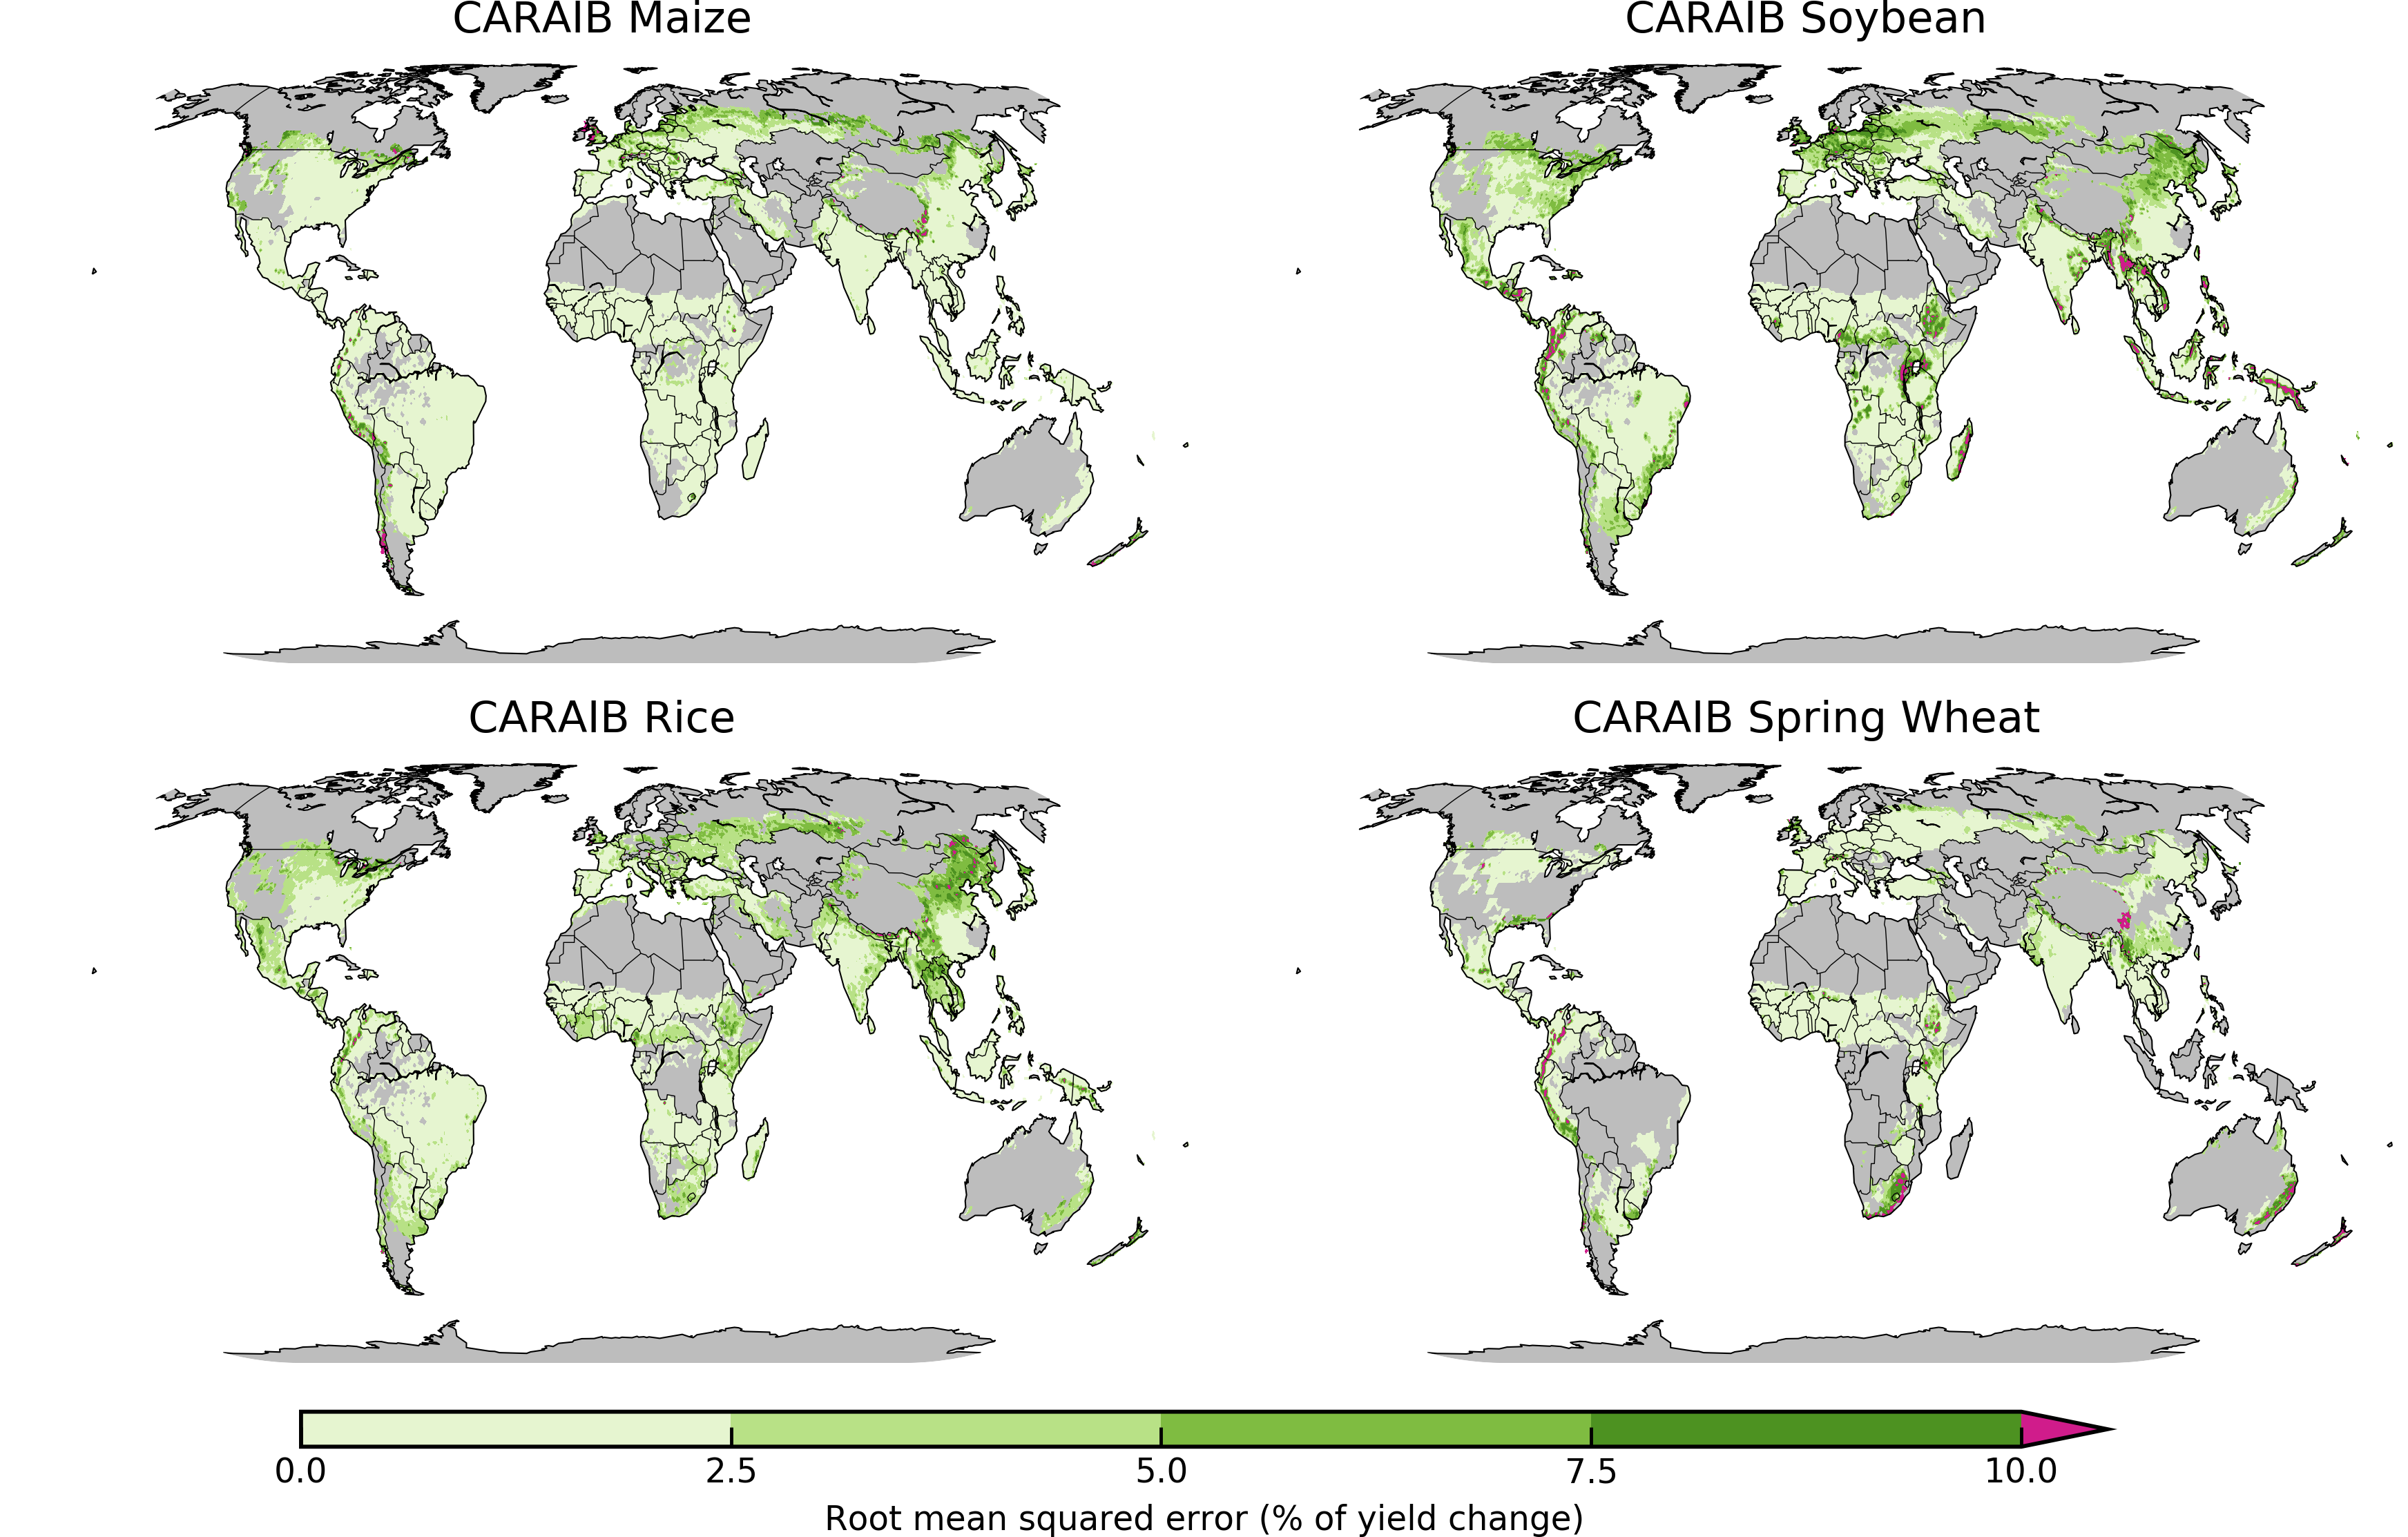 CARAIB Maize
CARAIB Soybean
CARAIB Rice
CARAIB Spring Wheat
0.0 2.5 5.0 7.5 10.0
Root mean squared error (% of yield change)